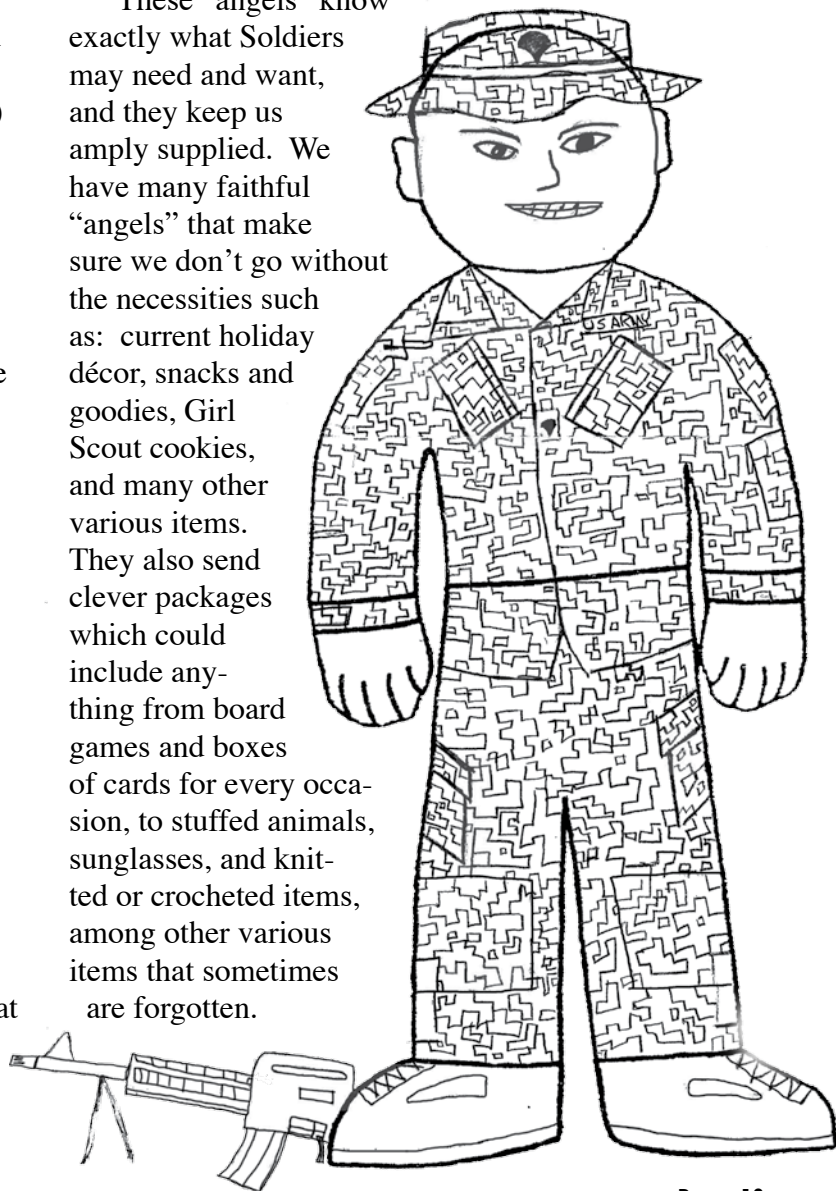 These “angels” know
exactly what Soldiers
may need and want,
and they keep us
amply supplied.  We
have many faithful
“angels” that make
sure we don’t go without
the necessities such
as:  current holiday
décor, snacks and
goodies, Girl
Scout cookies,
and many other
various items.
They also send
clever packages
which could
include any-
thing from board
games and boxes
of cards for every occa-
sion, to stuffed animals,
sunglasses, and knit-
ted or crocheted items,
among other various
items that sometimes
are forgotten.
US ARMY